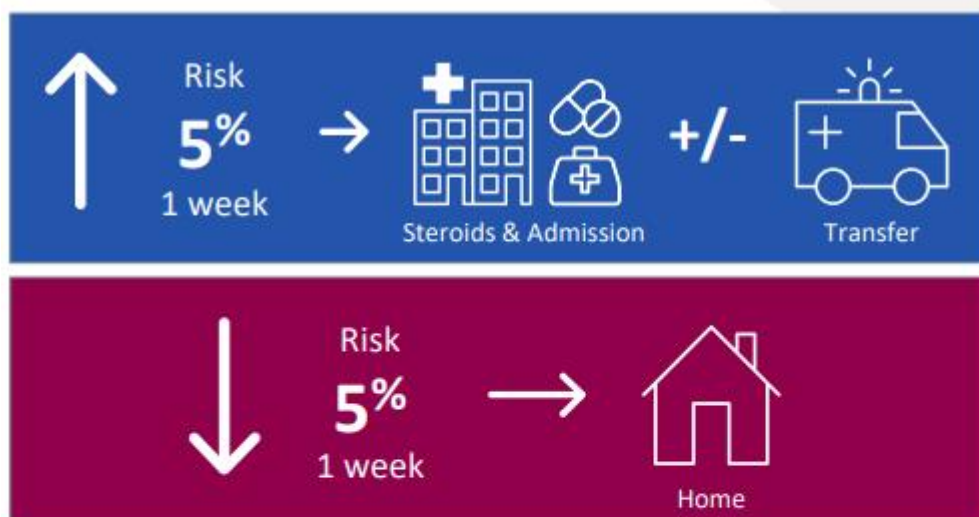 Risk
5%
1 week
+/-
Steroids & Admission
Transfer
Risk
5%
1 week
Home